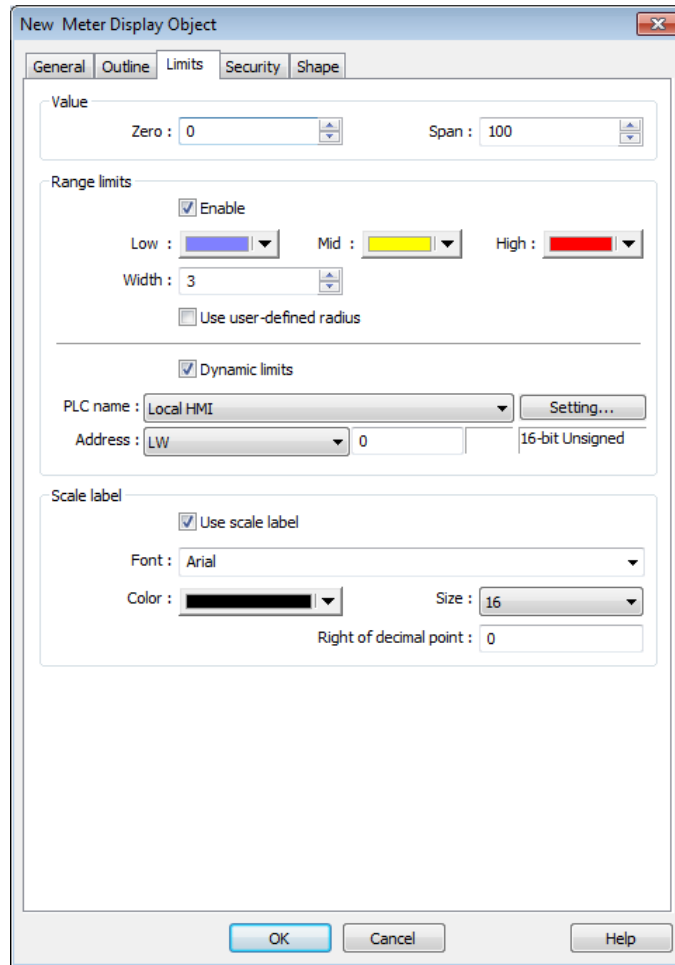 New Meter Display Object
General Outline Limits Security Shape
Value
Zero : 0 Span : 100
Range limits
Enable
Low : Mid : High :
Width : 3
Use user-defined radius
Dynamic limits
PLC name : Local HMI Setting...
Address : LW 0 16-bit Unsigned
Scale label
Use scale label
Font : Arial
Color : Size : 16
Right of decimal point : 0
OK Cancel Help